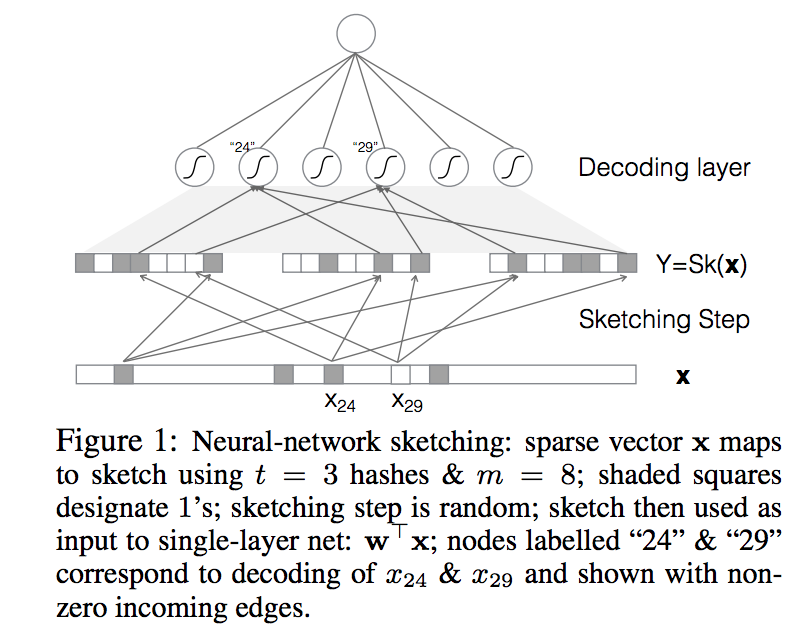 “24”
“29”
Decoding layer
Y=Sk(x)
Sketching Step
x
x24
x29
Figure 1: Neural-network sketching: sparse vector x maps
to sketch using t = 3 hashes & m = 8; shaded squares
designate 1’s; sketching step is random; sketch then used as
input to single-layer net: w⊤x; nodes labelled “24” & “29”
correspond to decoding of x24 & x29 and shown with non-
zero incoming edges.